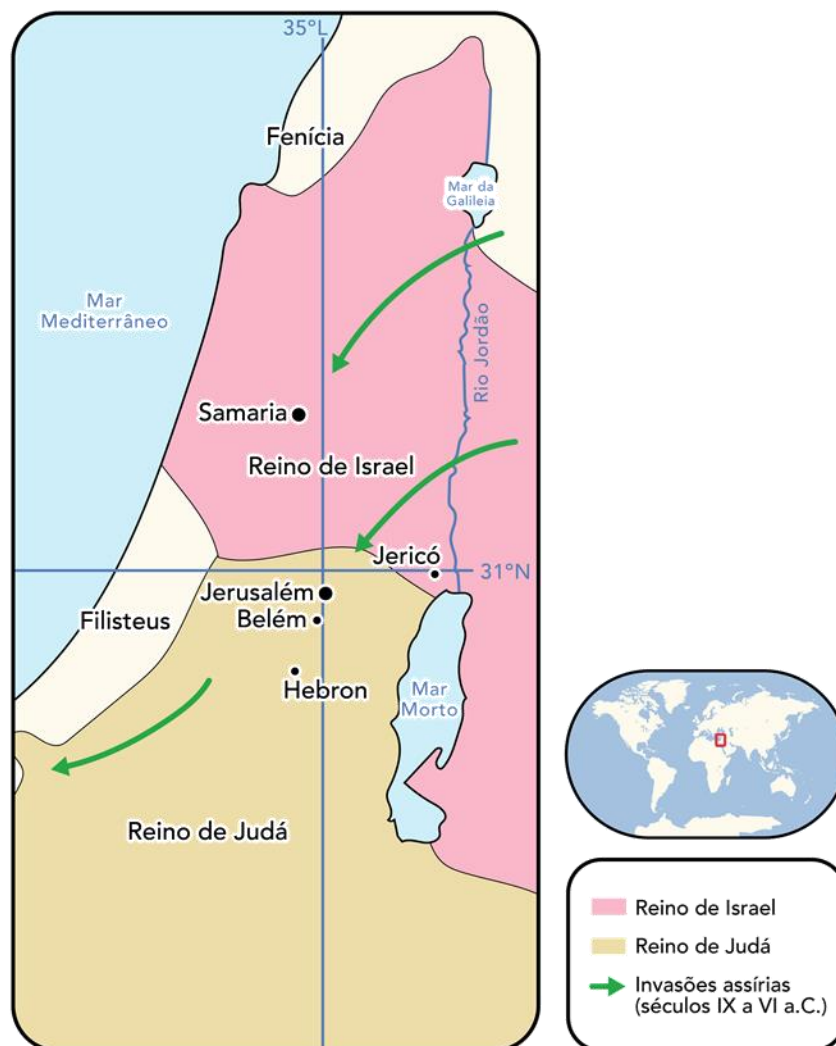 35°L
Fenícia
Mar da
Galileia
Mar
Mediterrâneo
Rio Jordão
Samaria
Reino de Israel
Jericó
31°N
Jerusalém
Belém
Filisteus
Hebron
Mar
Morto
Reino de Judá
Reino de Israel
Reino de Judá
Invasões assírias
(séculos IX a VI a.C.)